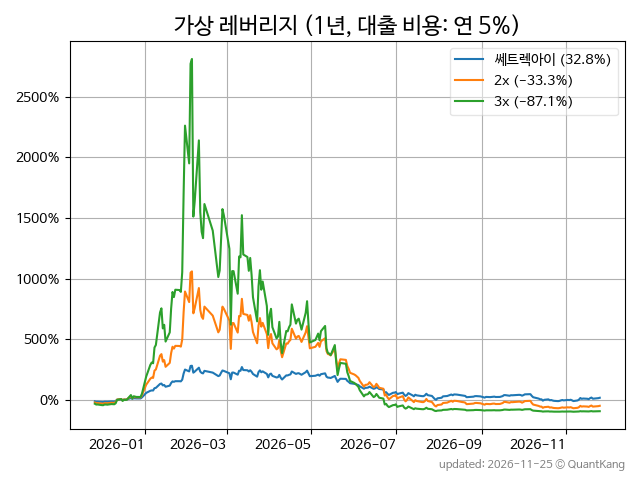 가상 레버리지 (1년, 대출 비용: 연 5%)
쎄트렉아이 (32.8%)
2x (-33.3%)
3x (-87.1%)
2500%
2000%
1500%
1000%
500%
0%
2026-01 2026-03 2026-05 2026-07 2026-09 2026-11
updated: 2026-11-25 © QuantKang